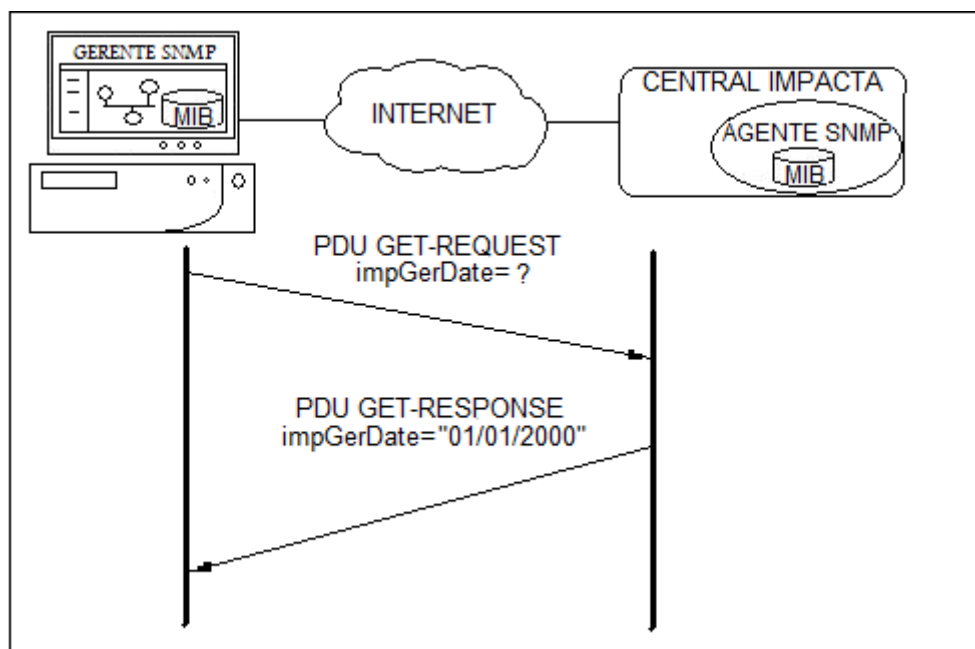 GERENTE SNMP
MIB
INTERNET
CENTRAL IMPACTA
AGENTE SNMP
MIB
PDU GET-REQUEST
impGerDate= ?
PDU GET-RESPONSE
impGerDate="01/01/2000"